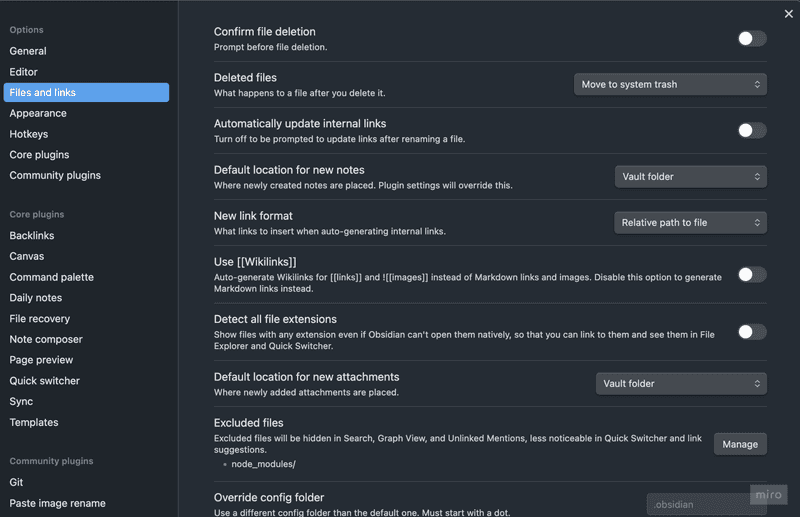 Options
General
Editor
Files and links
Appearance
Hotkeys
Core plugins
Community plugins
Core plugins
Backlinks
Canvas
Command palette
Daily notes
File recovery
Note composer
Page preview
Quick switcher
Sync
Templates
Community plugins
Git
Paste image rename
Confirm file deletion
Prompt before file deletion.
Deleted files
What happens to a file after you delete it.
Move to system trash
Automatically update internal links
Turn off to be prompted to update links after renaming a file.
Default location for new notes
Where newly created notes are placed. Plugin settings will override this.
Vault folder
New link format
What links to insert when auto-generating internal links.
Relative path to file
Use [[Wikilinks]]
Auto-generate Wikilinks for [[links]] and ![[images]] instead of Markdown links and images. Disable this option to generate
Markdown links instead.
Detect all file extensions
Show files with any extension even if Obsidian can't open them natively, so that you can link to them and see them in File
Explorer and Quick Switcher.
Default location for new attachments
Where newly added attachments are placed.
Vault folder
Excluded files
Excluded files will be hidden in Search, Graph View, and Unlinked Mentions, less noticeable in Quick Switcher and link
suggestions.
• node_modules/
Manage
Override config folder
Use a different config folder than the default one. Must start with a dot.
.obsidian
miro